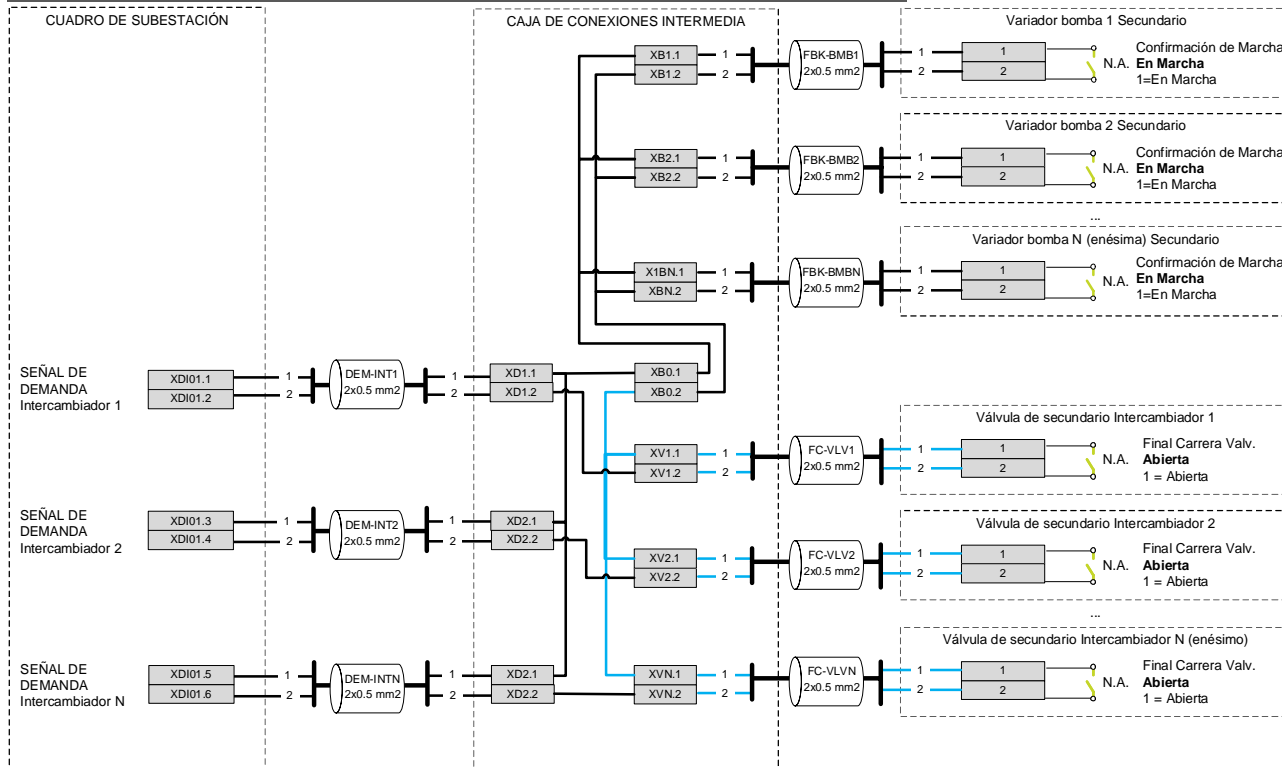 CUADRO DE SUBESTACIÓN
CAJA DE CONEXIONES INTERMEDIA
Variador bomba 1 Secundario
XB1.1
XB1.2
1
2
FBK-BMB1
2x0.5 mm2
1
2
1
2
N.A.
Confirmación de Marcha
En Marcha
1=En Marcha
Variador bomba 2 Secundario
XB2.1
XB2.2
1
2
FBK-BMB2
2x0.5 mm2
1
2
1
2
N.A.
Confirmación de Marcha
En Marcha
1=En Marcha
...
Variador bomba N (enésima) Secundario
X1BN.1
XBN.2
1
2
FBK-BMBN
2x0.5 mm2
1
2
1
2
N.A.
Confirmación de Marcha
En Marcha
1=En Marcha
SEÑAL DE
DEMANDA
Intercambiador 1
XDI01.1
XDI01.2
1
2
DEM-INT1
2x0.5 mm2
1
2
XD1.1
XD1.2
XB0.1
XB0.2
Válvula de secundario Intercambiador 1
XV1.1
XV1.2
1
2
FC-VLV1
2x0.5 mm2
1
2
1
2
N.A.
Final Carrera Valv.
Abierta
1 = Abierta
SEÑAL DE
DEMANDA
Intercambiador 2
XDI01.3
XDI01.4
1
2
DEM-INT2
2x0.5 mm2
1
2
XD2.1
XD2.2
Válvula de secundario Intercambiador 2
XV2.1
XV2.2
1
2
FC-VLV2
2x0.5 mm2
1
2
1
2
N.A.
Final Carrera Valv.
Abierta
1 = Abierta
...
Válvula de secundario Intercambiador N (enésimo)
SEÑAL DE
DEMANDA
Intercambiador N
XDI01.5
XDI01.6
1
2
DEM-INTN
2x0.5 mm2
1
2
XD2.1
XD2.2
XVN.1
XVN.2
1
2
FC-VLVN
2x0.5 mm2
1
2
1
2
N.A.
Final Carrera Valv.
Abierta
1 = Abierta